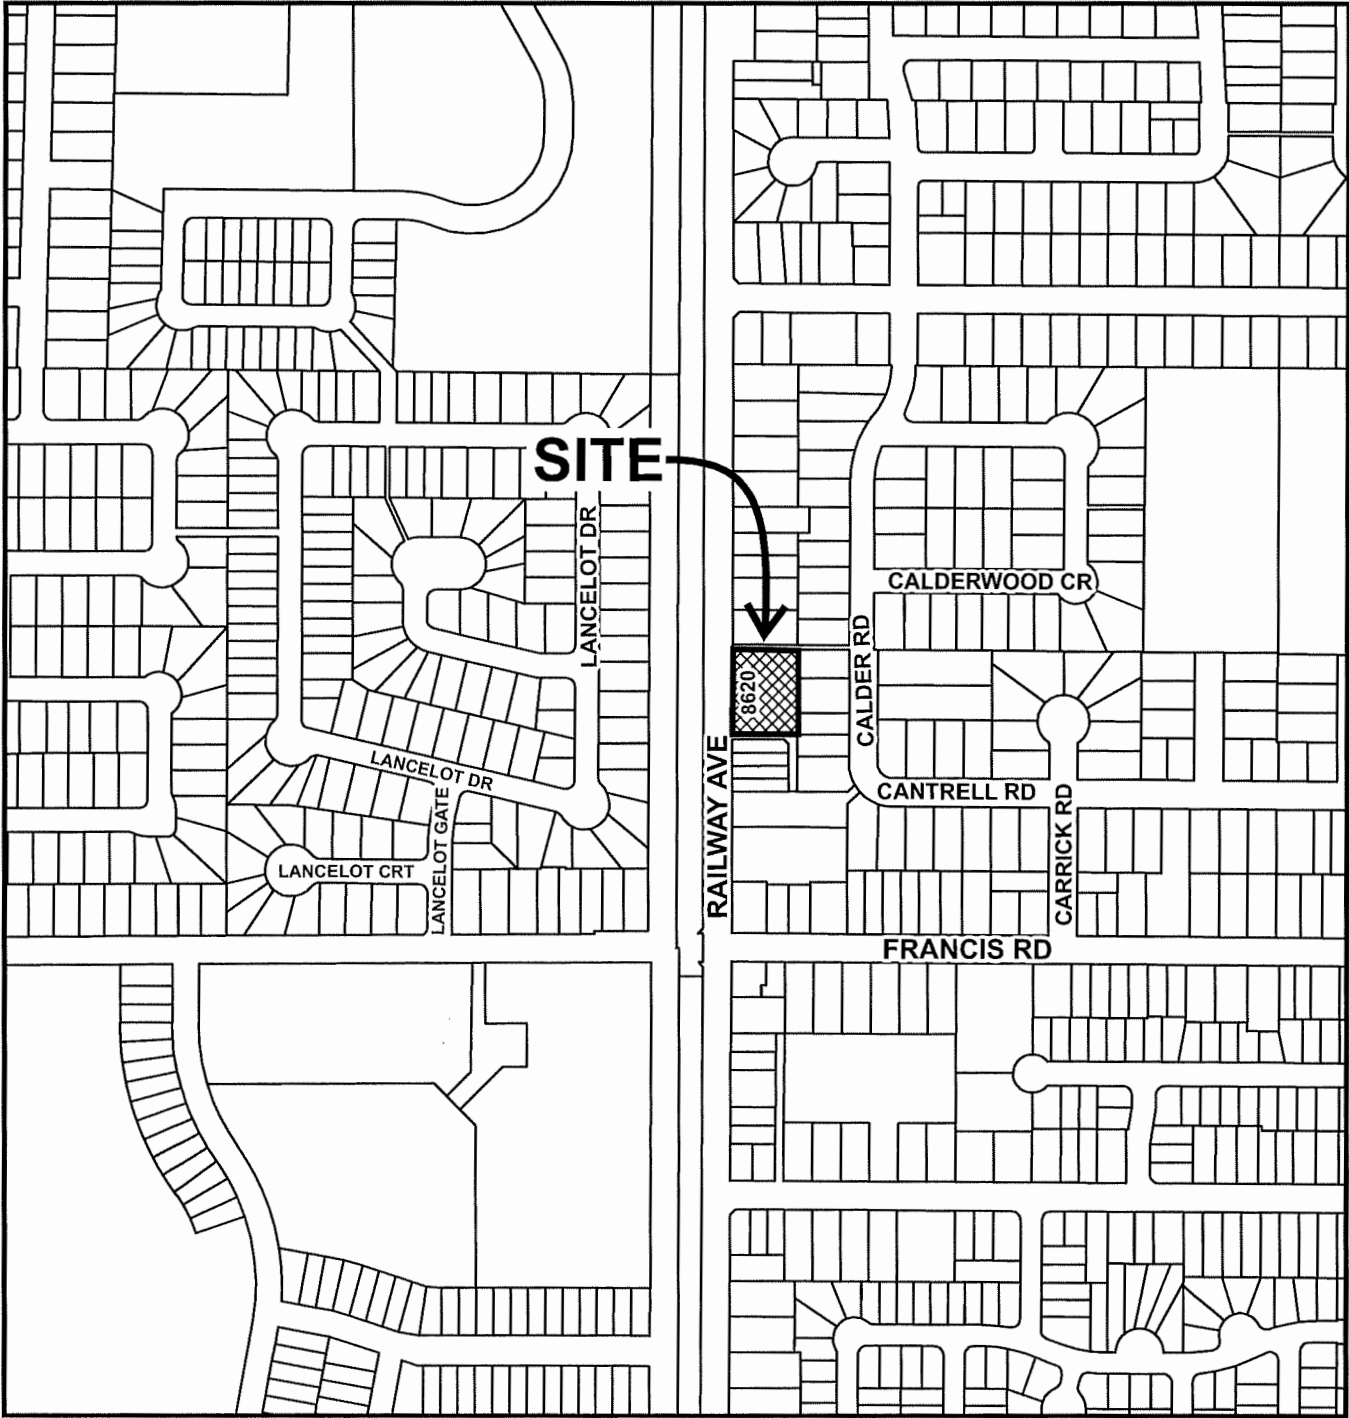 SITE
LANCELOT DR
CALDERWOOD CR
CALDER RD
8620
RAILWAY AVE
LANCELOT DR
CANTRELL RD
LANCELOT GATE
CARRICK RD
LANCELOT CRT
FRANCIS RD